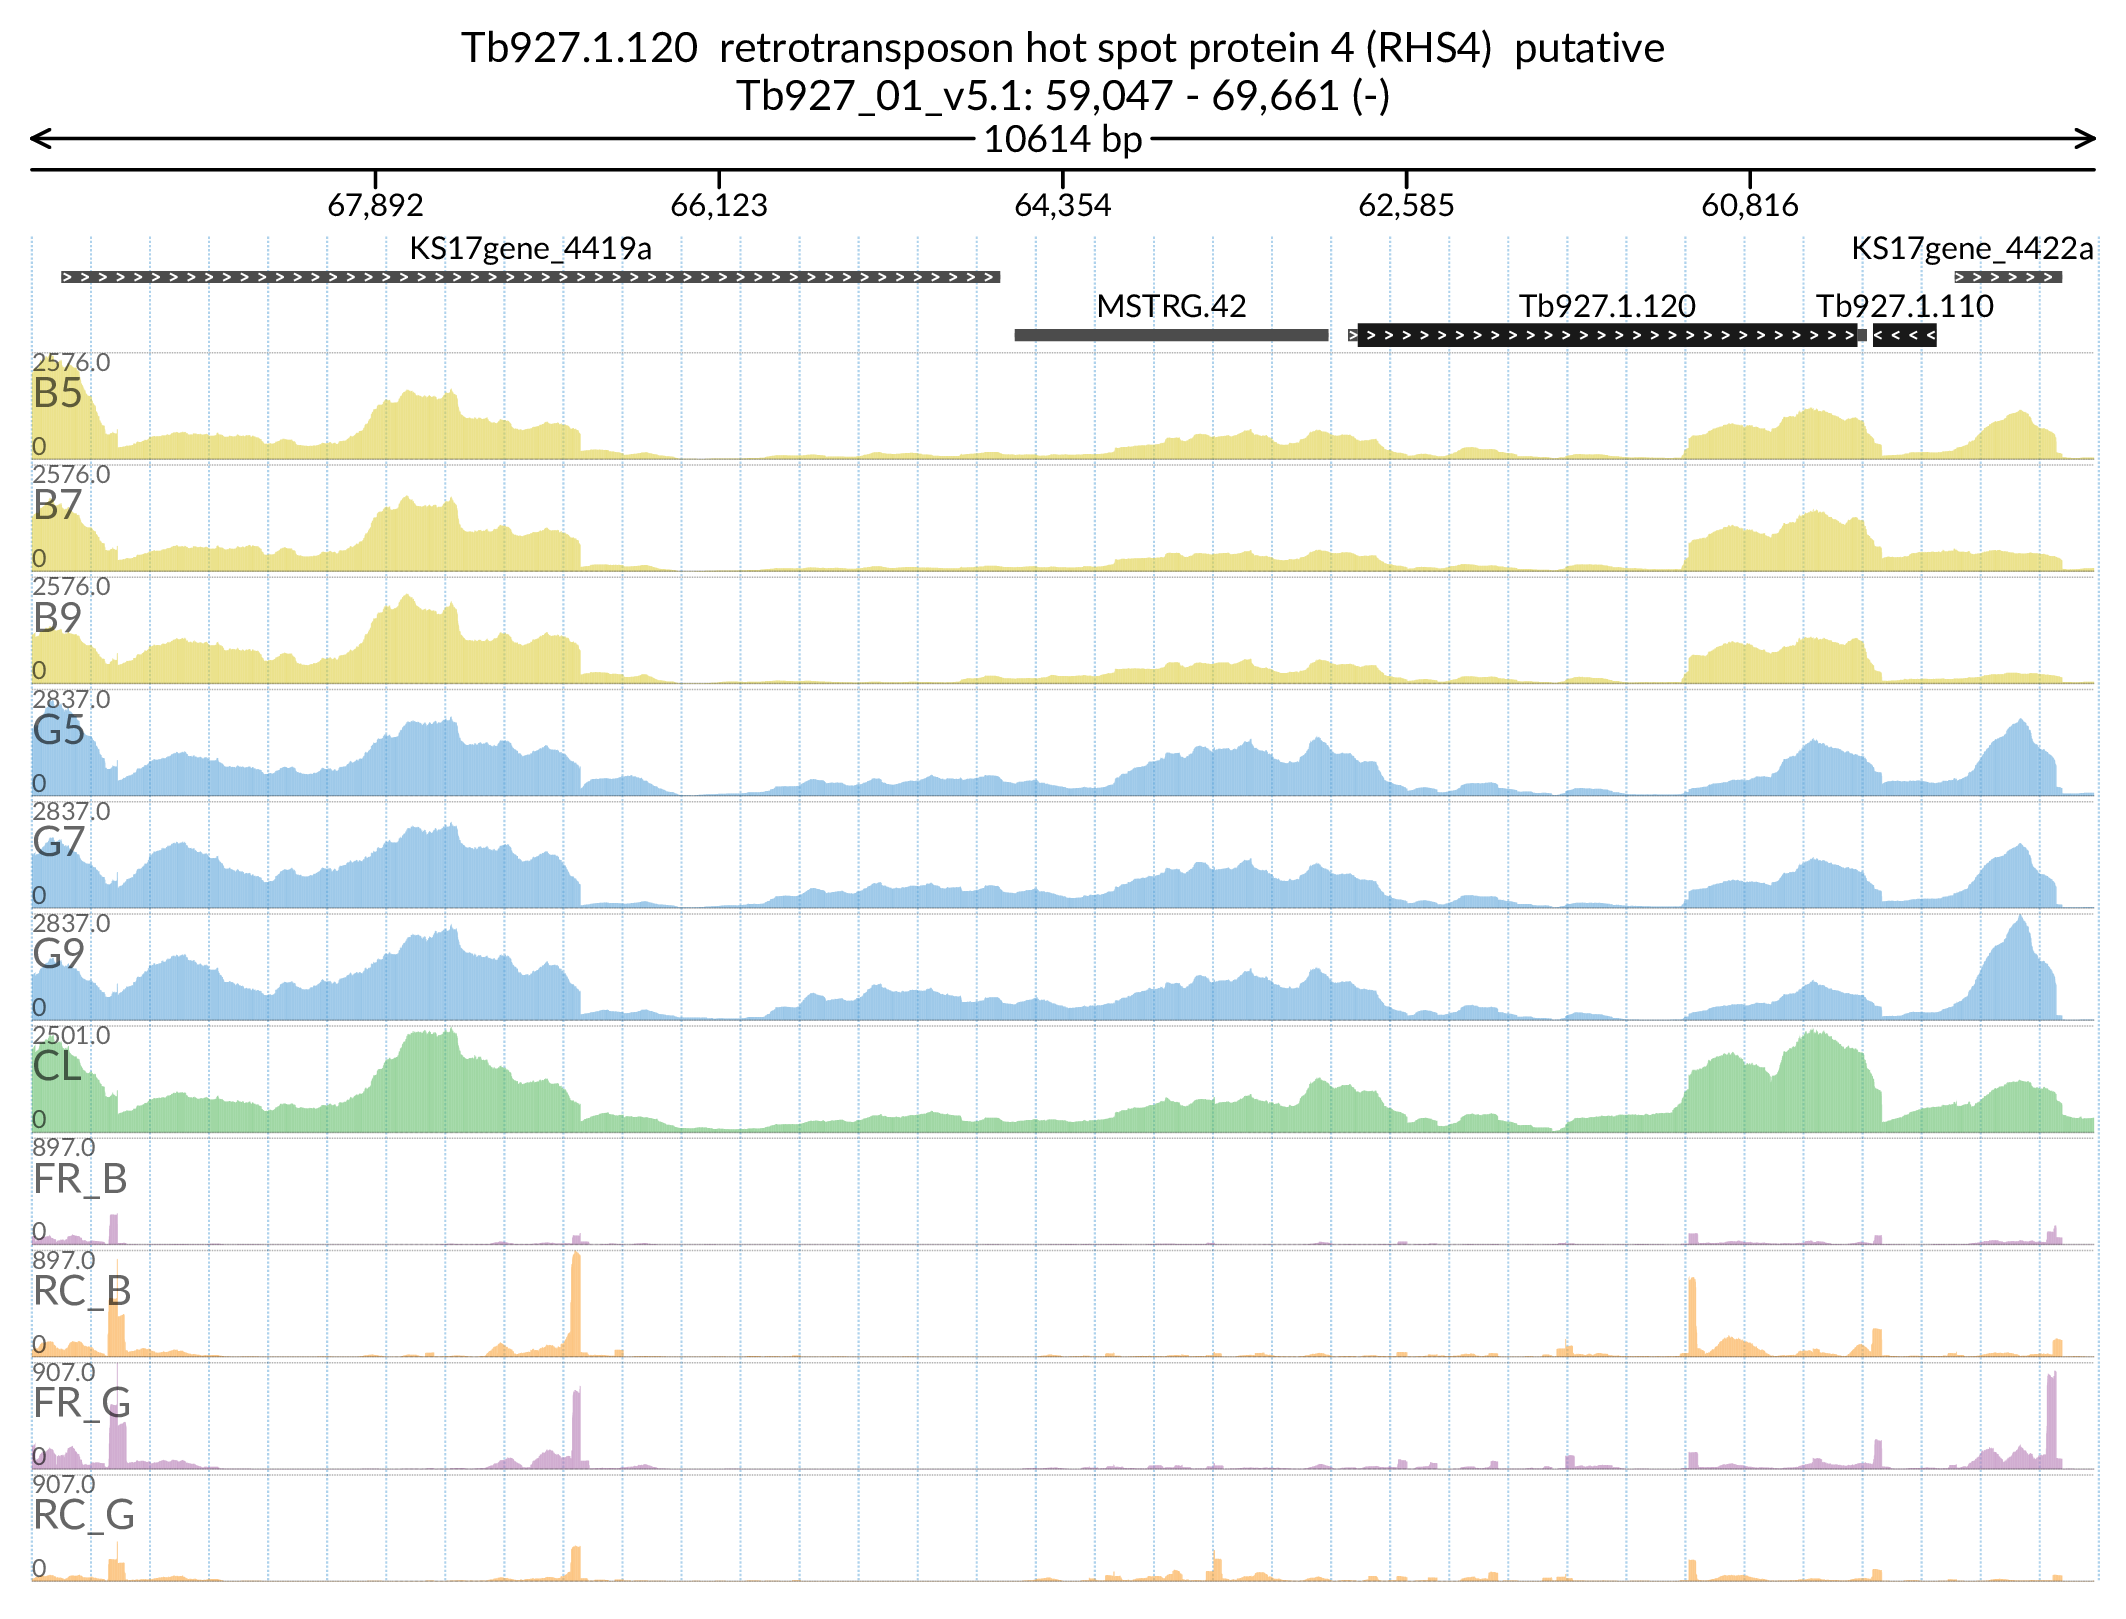 Tb927.1.120  retrotransposon hot spot protein 4 (RHS4)  putative
Tb927_01_v5.1: 59,047 - 69,661 (-)
10614 bp
67,892 66,123 64,354 62,585 60,816
KS17gene_4419a KS17gene_4422a
MSTRG.42 Tb927.1.120 Tb927.1.110
2576.0
B5
0
2576.0
B7
0
2576.0
B9
0
2837.0
G5
0
2837.0
G7
0
2837.0
G9
0
2501.0
CL
0
897.0
FR_B
0
897.0
RC_B
0
907.0
FR_G
0
907.0
RC_G
0